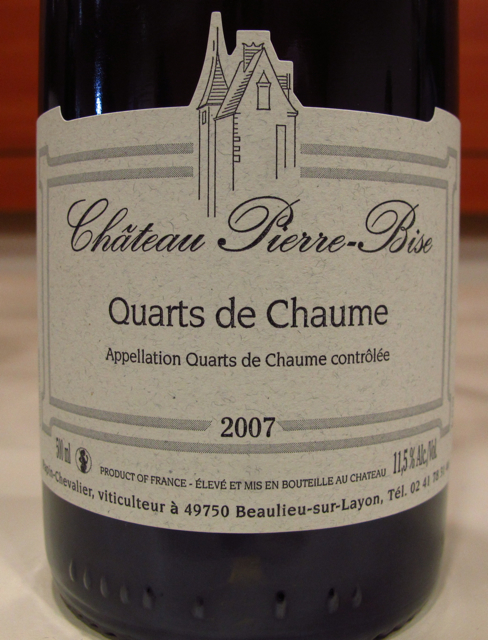 Château Pierre-Bise
Quarts de Chaume
Appellation Quarts de Chaume contrôlée
2007
500 ml
PRODUCT OF FRANCE - ÉLEVÉ ET MIS EN BOUTEILLE AU CHATEAU
11,5 % Alc./Vol.
-Chevalier, viticulteur à 49750 Beaulieu-sur-Layon, Tél. 02 41 78